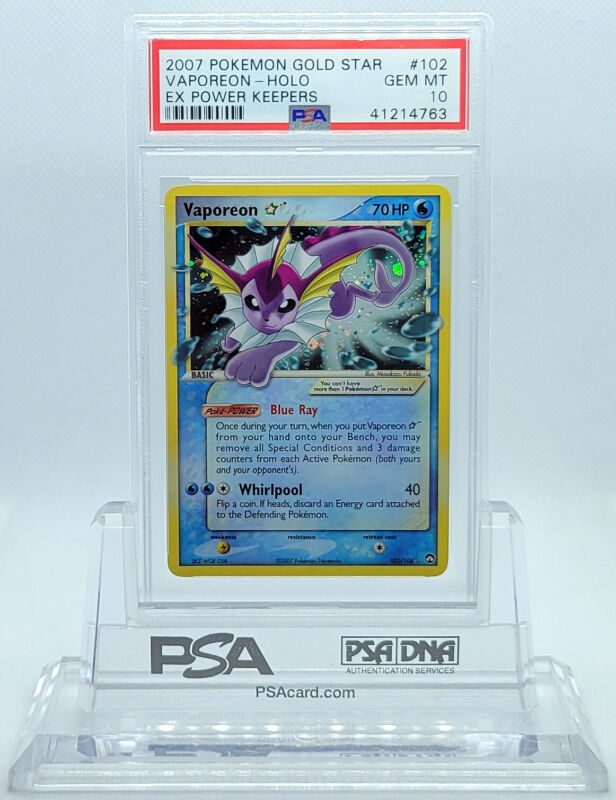 2007 POKEMON GOLD STAR #102
VAPOREON - HOLO GEM MT
EX POWER KEEPERS 10
PSA 41214763
Vaporeon ☆ 70 HP
BASIC Illus. Masakazu Fukuda
You can't have
more than 1 Pokémon ☆ in your deck.
Poké-POWER Blue Ray
Once during your turn, when you put Vaporeon ☆
from your hand onto your Bench, you may
remove all Special Conditions and 3 damage
counters from each Active Pokémon (both yours
and your opponent's).
Whirlpool 40
Flip a coin. If heads, discard an Energy card attached
to the Defending Pokémon.
weakness resistance retreat cost
©2007 Pokémon/Nintendo 102/108
PSA PSA DNA
AUTHENTICATION SERVICES
PSAcard.com